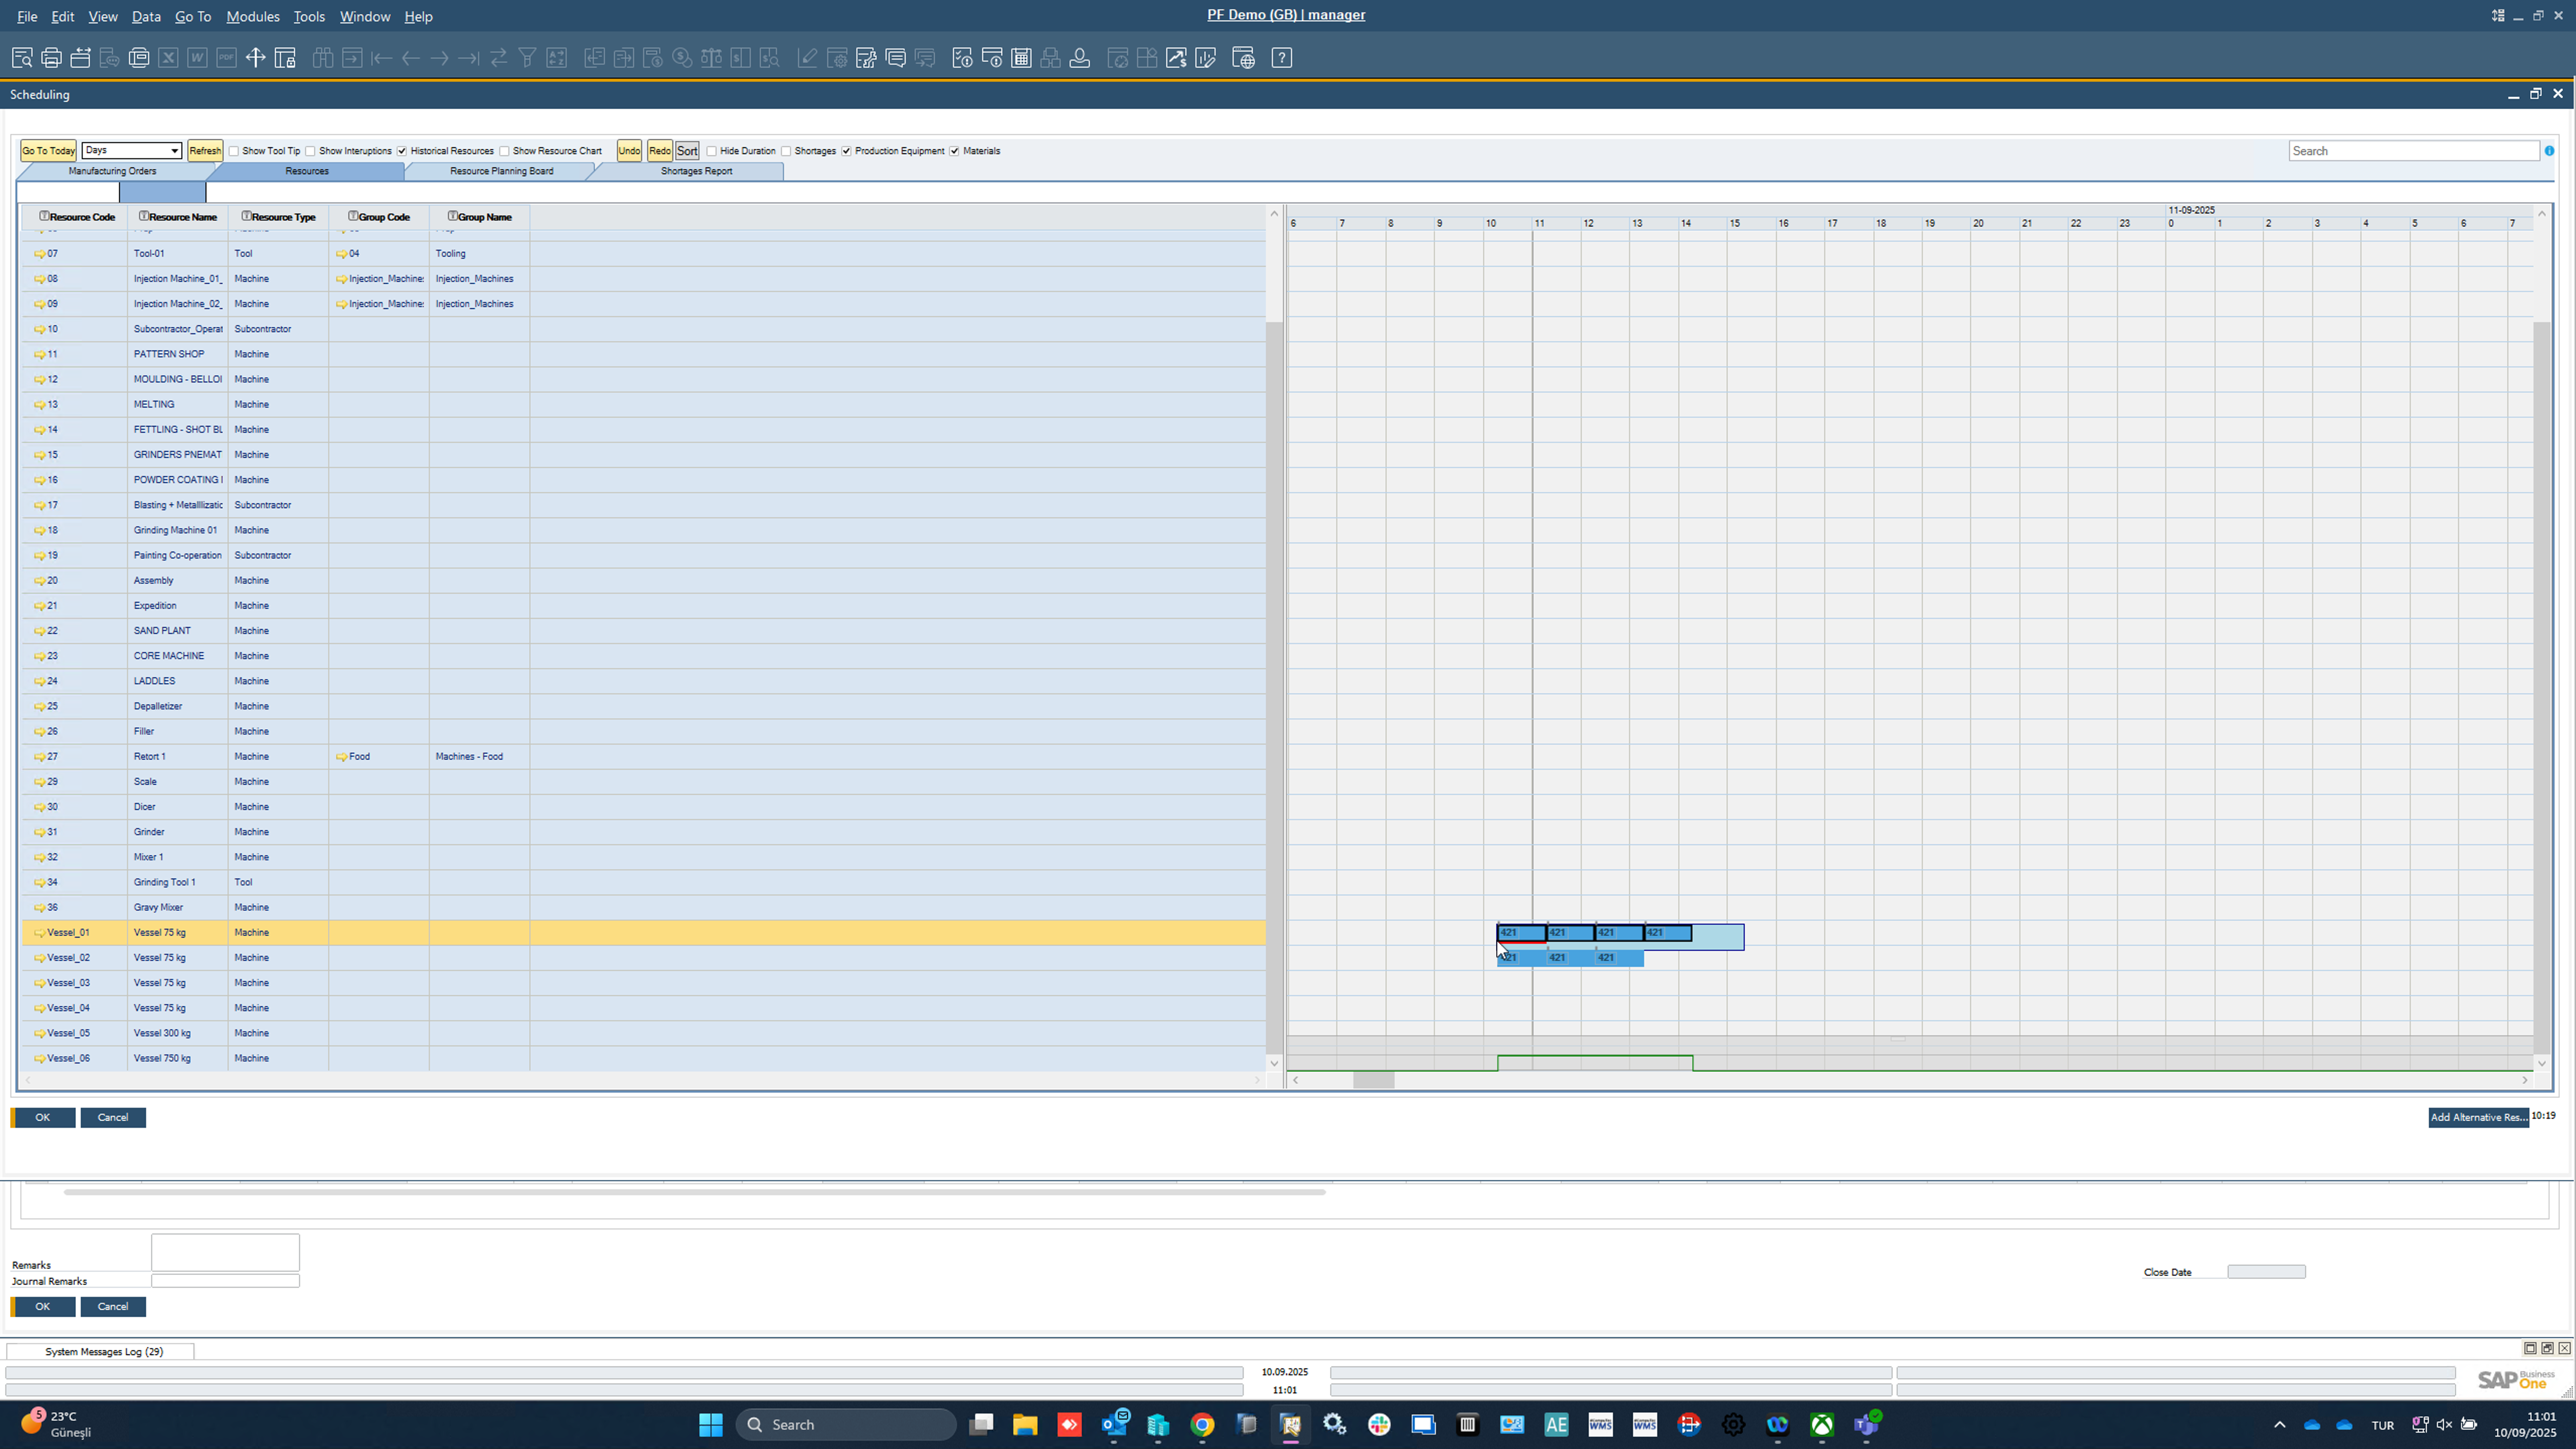 File Edit View Data Go To Modules Tools Window Help
PF Demo (GB) | manager
Scheduling
Go To Today Days Refresh Show Tool Tip Show Interuptions Historical Resources Show Resource Chart Undo Redo Sort Hide Duration Shortages Production Equipment Materials Search
Manufacturing Orders Resources Resource Planning Board Shortages Report
Resource Code Resource Name Resource Type Group Code Group Name
11-09-2025
6 7 8 9 10 11 12 13 14 15 16 17 18 19 20 21 22 23 0 1 2 3 4 5 6 7
07 Tool-01 Tool 04 Tooling
08 Injection Machine_01_ Machine Injection_Machine: Injection_Machines
09 Injection Machine_02_ Machine Injection_Machine: Injection_Machines
10 Subcontractor_Operat Subcontractor
11 PATTERN SHOP Machine
12 MOULDING - BELLOI Machine
13 MELTING Machine
14 FETTLING - SHOT BL Machine
15 GRINDERS PNEMAT Machine
16 POWDER COATING I Machine
17 Blasting + Metalllizatic Subcontractor
18 Grinding Machine 01 Machine
19 Painting Co-operation Subcontractor
20 Assembly Machine
21 Expedition Machine
22 SAND PLANT Machine
23 CORE MACHINE Machine
24 LADDLES Machine
25 Depalletizer Machine
26 Filler Machine
27 Retort 1 Machine Food Machines - Food
29 Scale Machine
30 Dicer Machine
31 Grinder Machine
32 Mixer 1 Machine
34 Grinding Tool 1 Tool
36 Gravy Mixer Machine
Vessel_01 Vessel 75 kg Machine 421 421 421 421
Vessel_02 Vessel 75 kg Machine 421 421 421
Vessel_03 Vessel 75 kg Machine
Vessel_04 Vessel 75 kg Machine
Vessel_05 Vessel 300 kg Machine
Vessel_06 Vessel 750 kg Machine
OK Cancel Add Alternative Res... 10:19
Remarks
Journal Remarks
Close Date
OK Cancel
System Messages Log (29)
10.09.2025
11:01
SAP Business One
5 23°C
Güneşli
Search
AE WMS WMS
TUR
11:01
10/09/2025